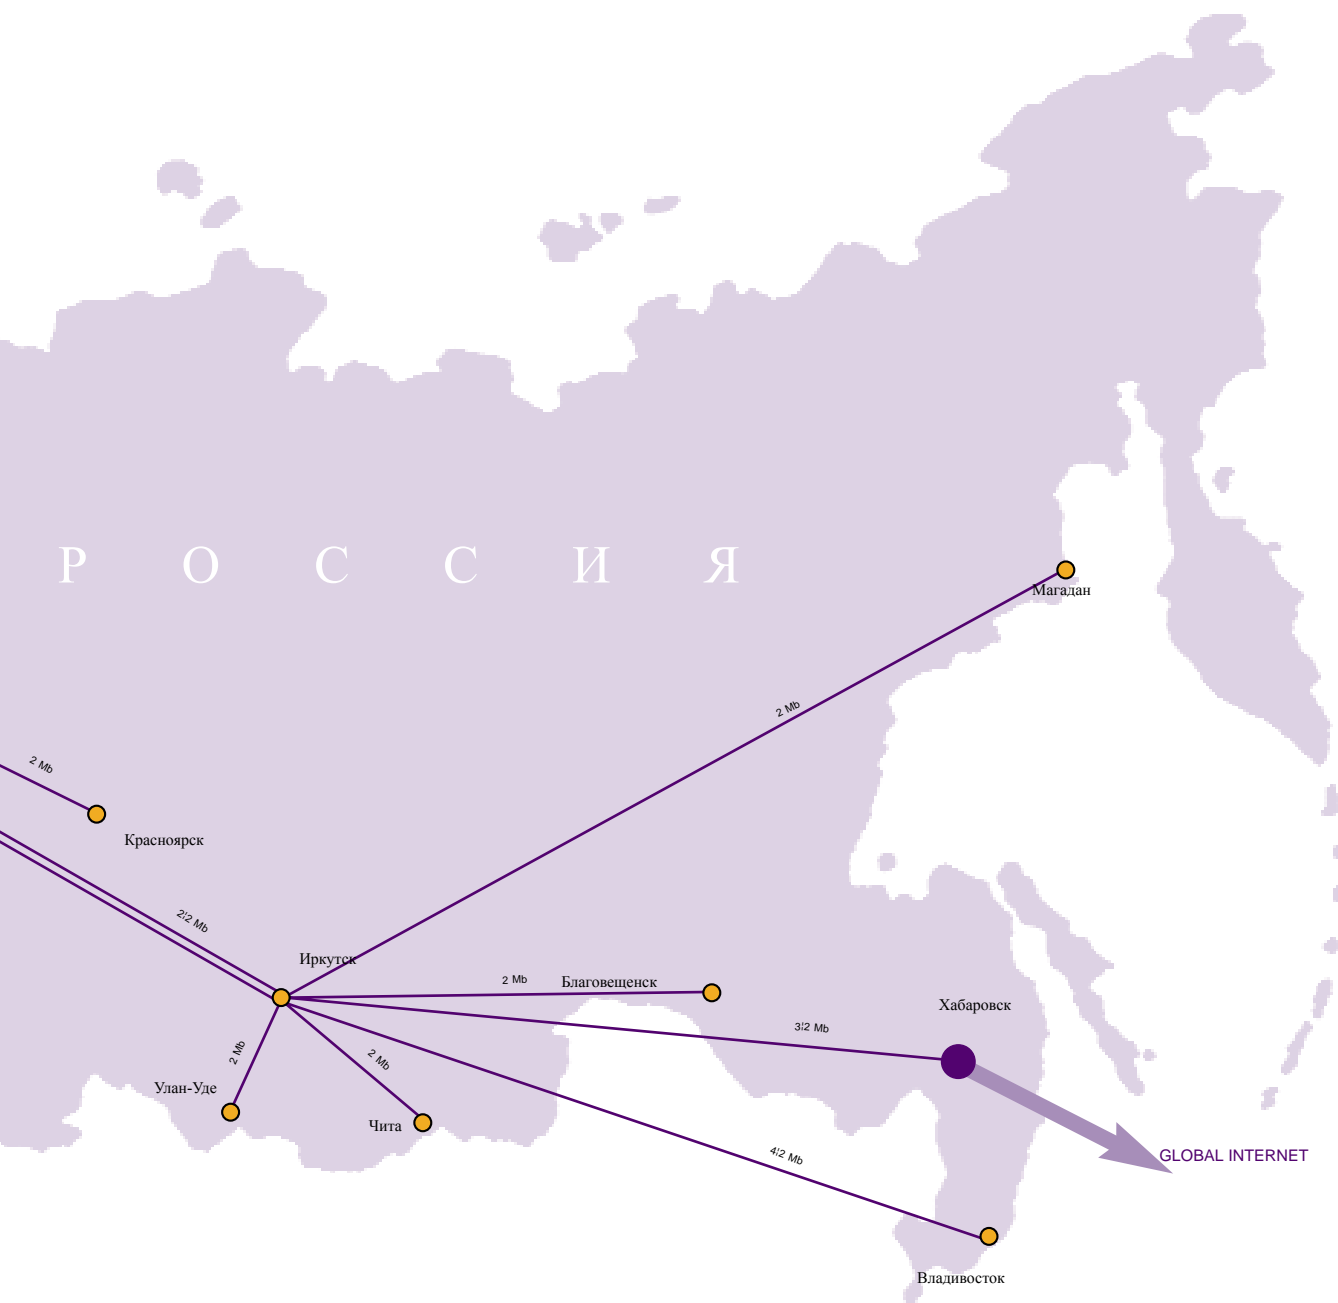 Р О С С И Я
Магадан
2 Mb
2 Mb
Красноярск
2:2 Mb
Иркутск
2 Mb
Благовещенск
Хабаровск
3:2 Mb
2 Mb
2 Mb
Улан-Уде
Чита
4:2 Mb
GLOBAL INTERNET
Владивосток